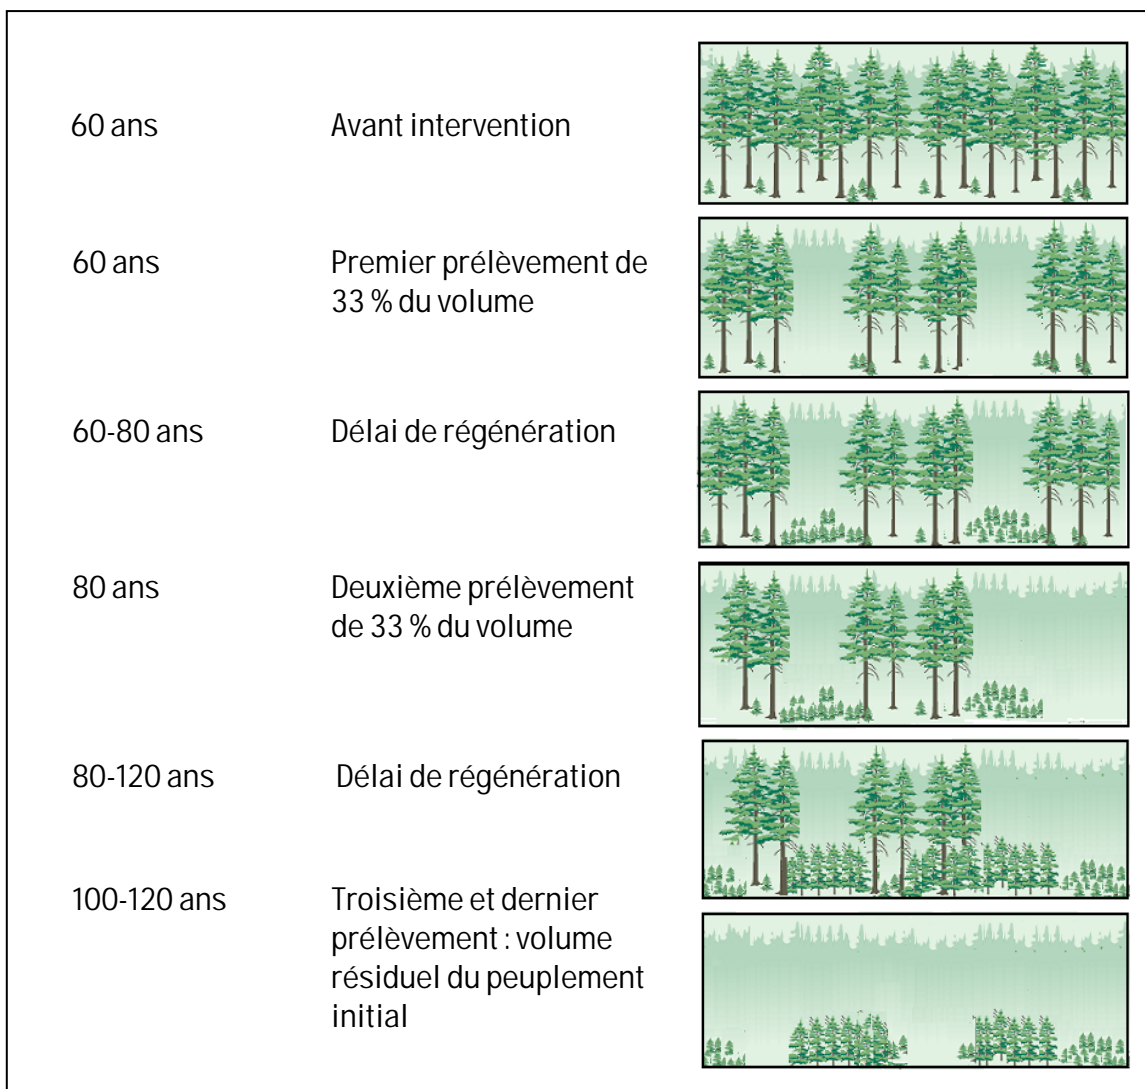 60 ans Avant intervention
60 ans Premier prélèvement de
33 % du volume
60-80 ans Délai de régénération
80 ans Deuxième prélèvement
de 33 % du volume
80-120 ans Délai de régénération
100-120 ans Troisième et dernier
prélèvement : volume
résiduel du peuplement
initial